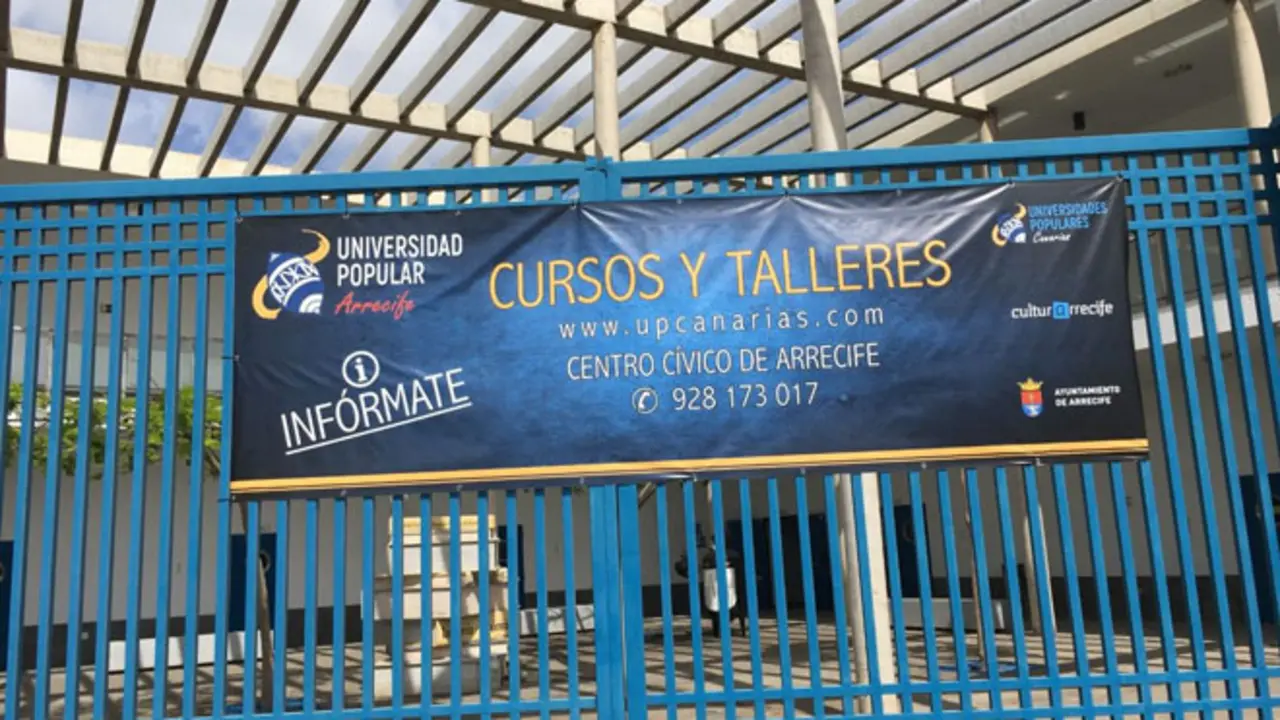 UNIVERSIDAD
POPULAR
Arrecife
i
INFÓRMATE
CURSOS Y TALLERES
www.upcanarias.com
CENTRO CÍVICO DE ARRECIFE
✆ 928 173 017
UNIVERSIDADES
POPULARES
Canarias
culturarrecife
AYUNTAMIENTO
DE ARRECIFE